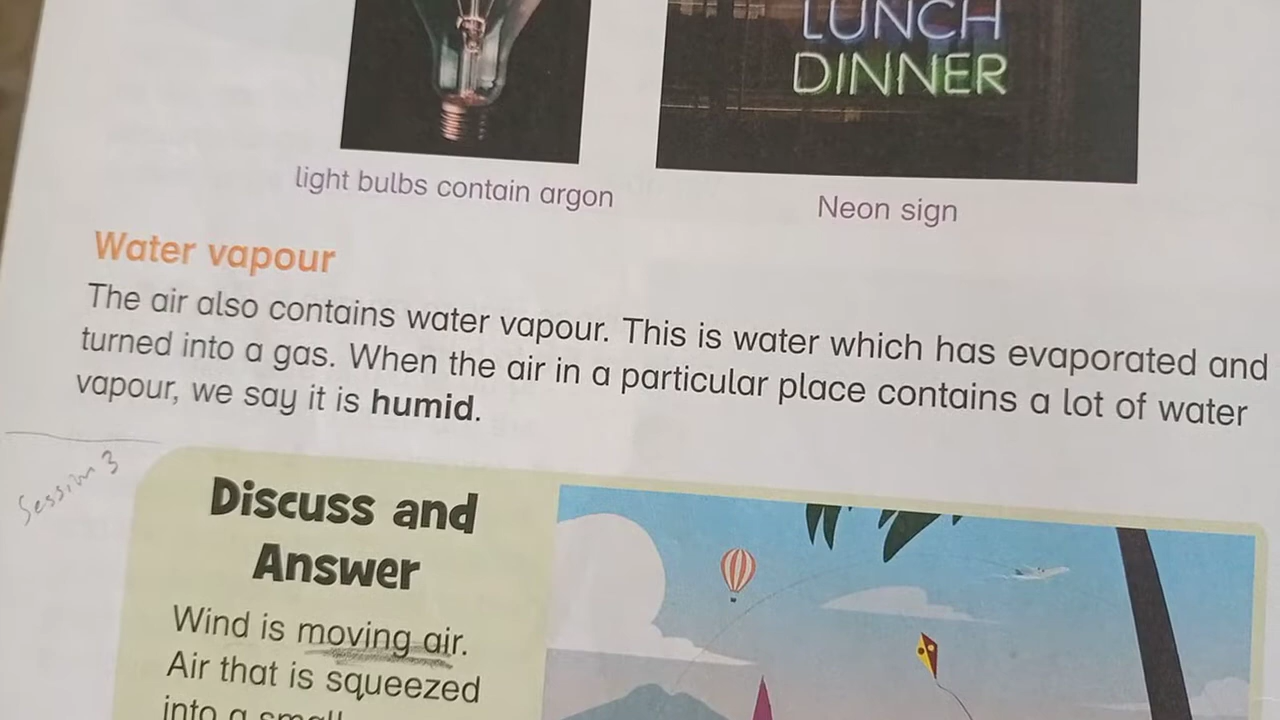 LUNCH
DINNER
light bulbs contain argon
Neon sign
Water vapour
The air also contains water vapour. This is water which has evaporated and
turned into a gas. When the air in a particular place contains a lot of water
vapour, we say it is humid.
Session 3
Discuss and
Answer
Wind is moving air.
Air that is squeezed
into a small